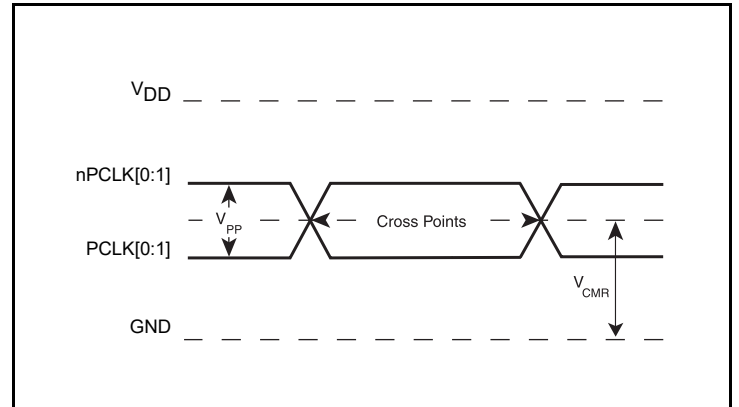 VDD
nPCLK[0:1]
VPP
Cross Points
PCLK[0:1]
VCMR
GND